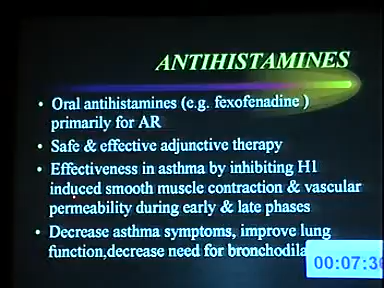 ANTIHISTAMINES
• Oral antihistamines (e.g. fexofenadine )
primarily for AR
• Safe & effective adjunctive therapy
• Effectiveness in asthma by inhibiting H1
induced smooth muscle contraction & vascular
permeability during early & late phases
• Decrease asthma symptoms, improve lung
function,decrease need for
00:07:3